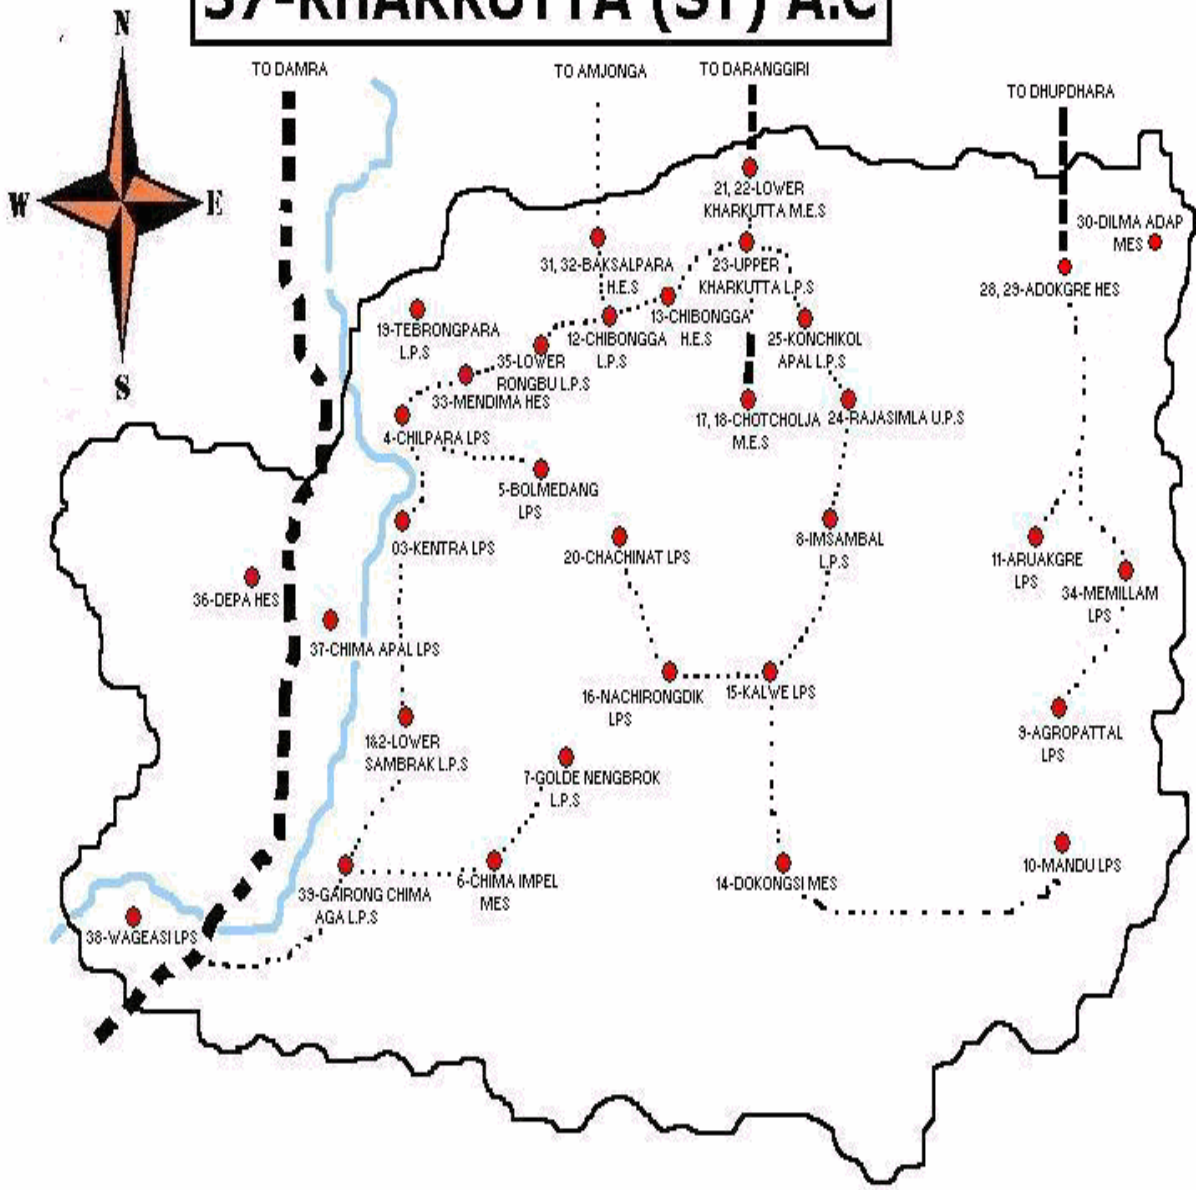 37-KHARKUTTA (ST) A.C
N
TO DAMRA
TO AMJONGA
TO DARANGGIRI
TO DHUPDHARA
W
E
S
21, 22-LOWER
KHARKUTTA M.E.S
30-DILMA ADAP
MES
31, 32-BAKSALPARA
H.E.S
23-UPPER
KHARKUTTA L.P.S
28, 29-ADOKGRE HES
19-TEBRONGPARA
L.P.S
13-CHIBONGGA
H.E.S
12-CHIBONGGA
L.P.S
25-KONCHIKOL
APAL L.P.S
35-LOWER
RONGBU L.P.S
33-MENDIMA HES
4-CHILPARA LPS
17, 18-CHOTCHOLJA
M.E.S
24-RAJASIMLA U.P.S
5-BOLMEDANG
LPS
03-KENTRA LPS
20-CHACHINAT LPS
8-IMSAMBAL
L.P.S
11-ARUAKGRE
LPS
34-MEMILLAM
LPS
36-DEPA HES
37-CHIMA APAL LPS
16-NACHIRONGDIK
LPS
15-KALWE LPS
9-AGROPATTAL
LPS
1&2-LOWER
SAMBRAK L.P.S
7-GOLDE NENGBROK
L.P.S
39-GAIRONG CHIMA
AGA L.P.S
6-CHIMA IMPEL
MES
14-DOKONGSI MES
10-MANDU LPS
38-WAGEASI LPS